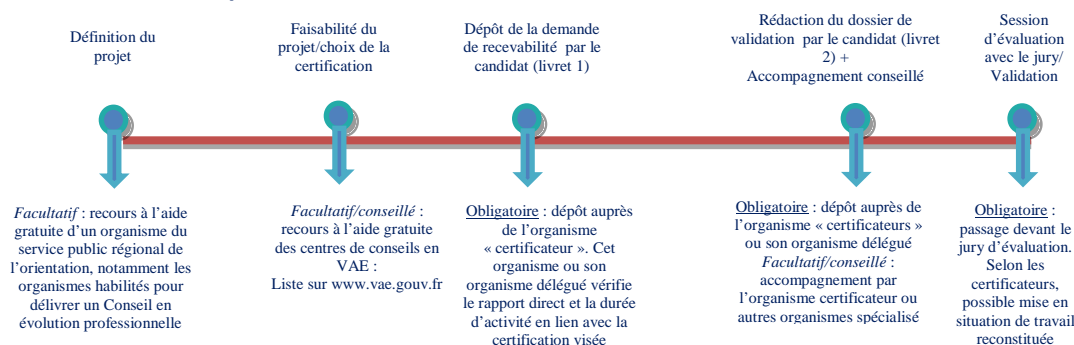 Définition du
projet
Faisabilité du
projet/choix de la
certification
Dépôt de la demande
de recevabilité par le
candidat (livret 1)
Rédaction du dossier de
validation par le candidat (livret
2) +
Accompagnement conseillé
Session
d’évaluation
avec le jury/
Validation
Facultatif : recours à l’aide
gratuite d’un organisme du
service public régional de
l’orientation, notamment les
organismes habilités pour
délivrer un Conseil en
évolution professionnelle
Facultatif/conseillé :
recours à l’aide gratuite
des centres de conseils en
VAE :
Liste sur www.vae.gouv.fr
Obligatoire : dépôt auprès
de l’organisme
« certificateur ». Cet
organisme ou son
organisme délégué vérifie
le rapport direct et la durée
d’activité en lien avec la
certification visée
Obligatoire : dépôt auprès de
l’organisme « certificateurs »
ou son organisme délégué
Facultatif/conseillé :
accompagnement par
l’organisme certificateur ou
autres organismes spécialisé
Obligatoire :
passage devant le
jury d’évaluation.
Selon les
certificateurs,
possible mise en
situation de travail
reconstituée